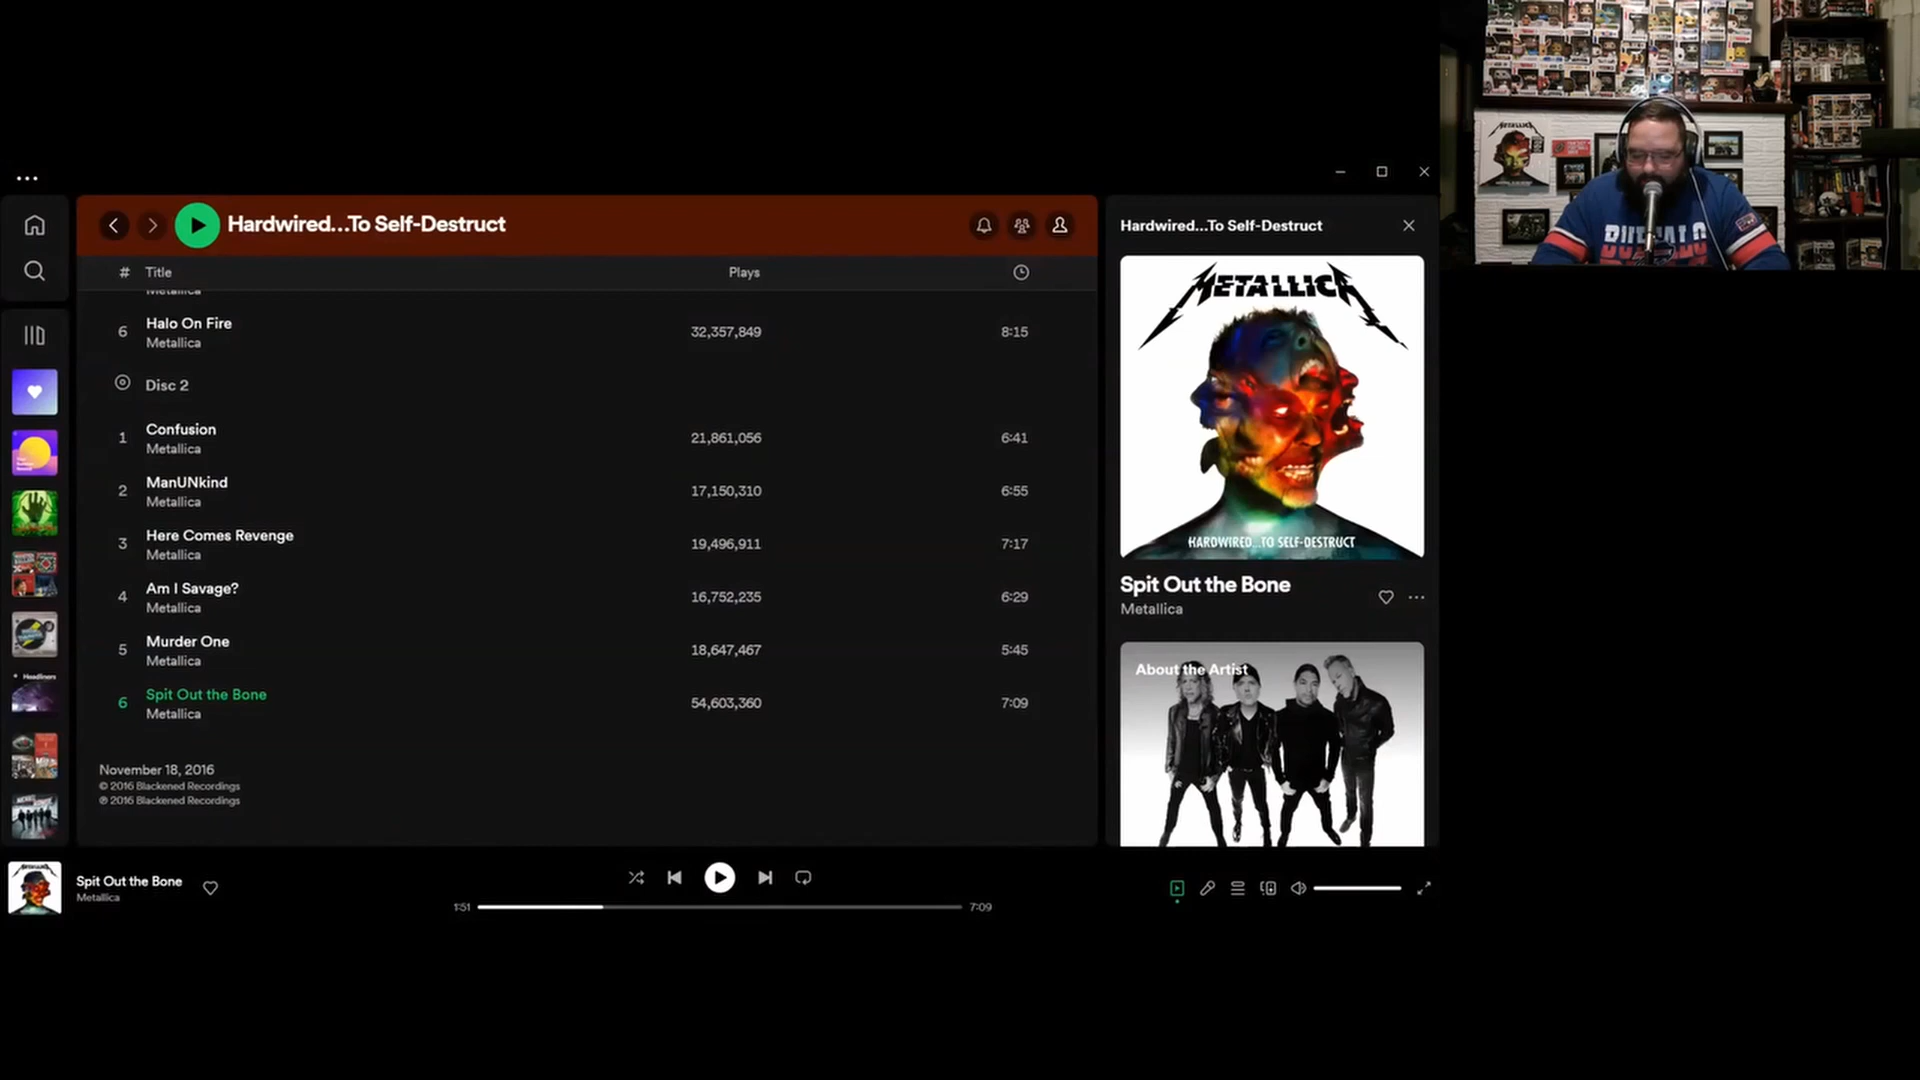 Hardwired...To Self-Destruct
# Title Plays
Metallica
6 Halo On Fire 32,357,849 8:15
Metallica
Disc 2
1 Confusion 21,861,056 6:41
Metallica
2 ManUNkind 17,150,310 6:55
Metallica
3 Here Comes Revenge 19,496,911 7:17
Metallica
4 Am I Savage? 16,752,235 6:29
Metallica
5 Murder One 18,647,467 5:45
Metallica
6 Spit Out the Bone 54,603,360 7:09
Metallica
November 18, 2016
© 2016 Blackened Recordings
℗ 2016 Blackened Recordings
Hardwired...To Self-Destruct
METALLICA
HARDWIRED...TO SELF-DESTRUCT
Spit Out the Bone
Metallica
About the Artist
Headliners
Spit Out the Bone
Metallica
1:51 7:09
METALLICA
BUFFALO